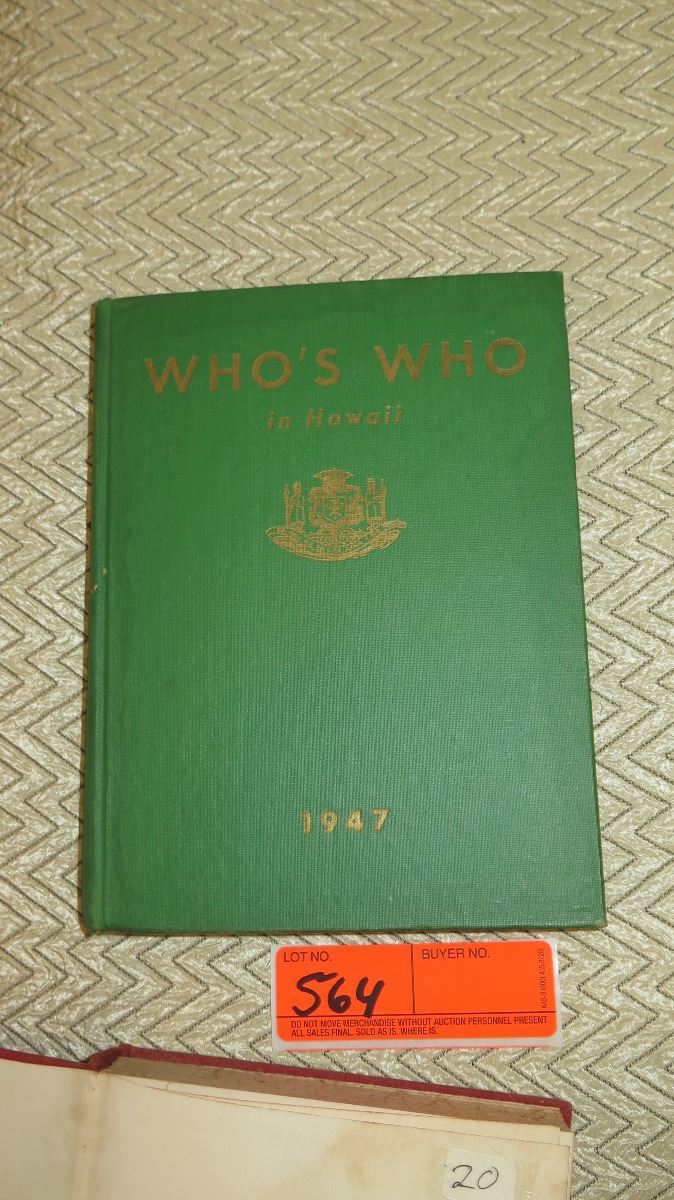 WHO'S WHO
in Hawaii
1947
LOT NO.
BUYER NO.
564
DO NOT MOVE MERCHANDISE WITHOUT AUCTION PERSONNEL PRESENT
ALL SALES FINAL. SOLD AS IS. WHERE IS.
20